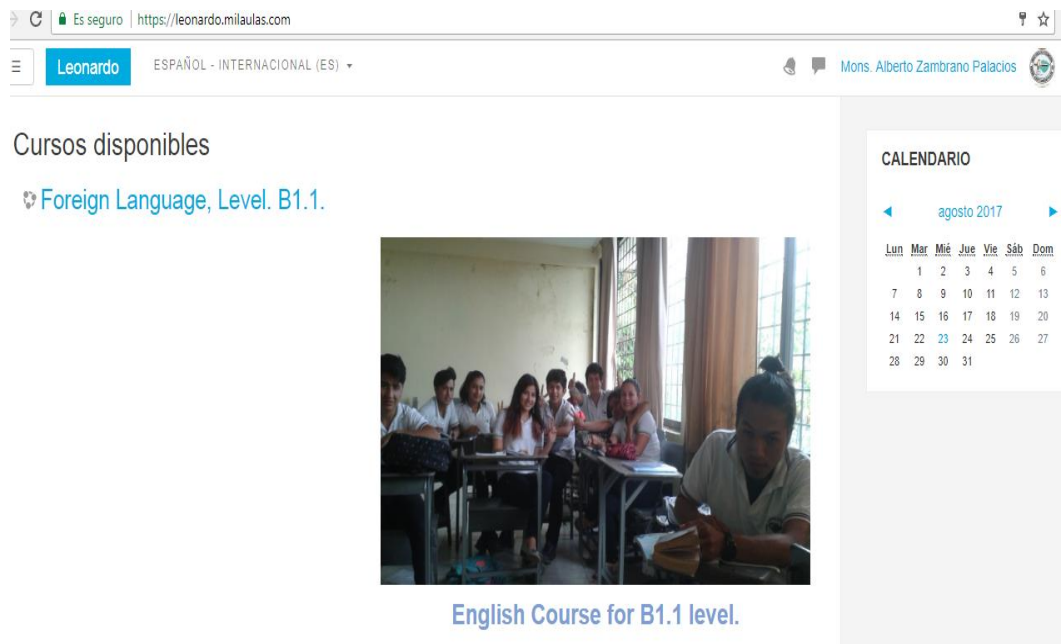 Es seguro | https://leonardo.milaulas.com
Leonardo ESPAÑOL - INTERNACIONAL (ES) Mons. Alberto Zambrano Palacios
Cursos disponibles
Foreign Language, Level. B1.1.
English Course for B1.1 level.
CALENDARIO
agosto 2017
Lun Mar Mié Jue Vie Sáb Dom
1 2 3 4 5 6
7 8 9 10 11 12 13
14 15 16 17 18 19 20
21 22 23 24 25 26 27
28 29 30 31